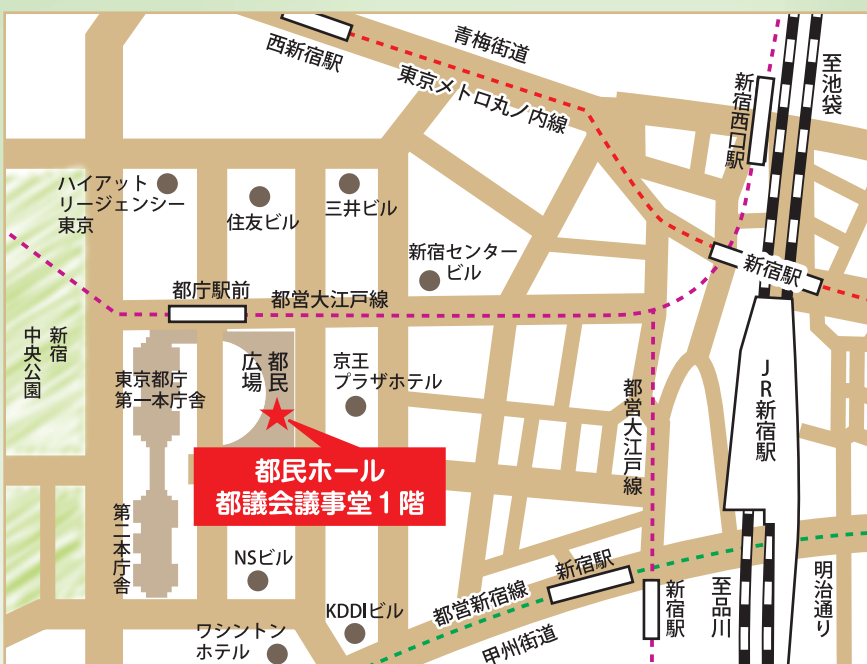 西新宿駅
青梅街道
東京メトロ丸ノ内線
新宿西口駅
至池袋
ハイアット
リージェンシー
東京
住友ビル
三井ビル
新宿センター
ビル
新宿駅
都庁駅前
都営大江戸線
新宿
中央公園
東京都庁
第一本庁舎
都民
広場
京王
プラザホテル
都営大江戸線
JR新宿駅
都民ホール
都議会議事堂1階
第二本庁舎
NSビル
KDDIビル
ワシントン
ホテル
都営新宿線
新宿駅
甲州街道
新宿駅
至品川
明治通り